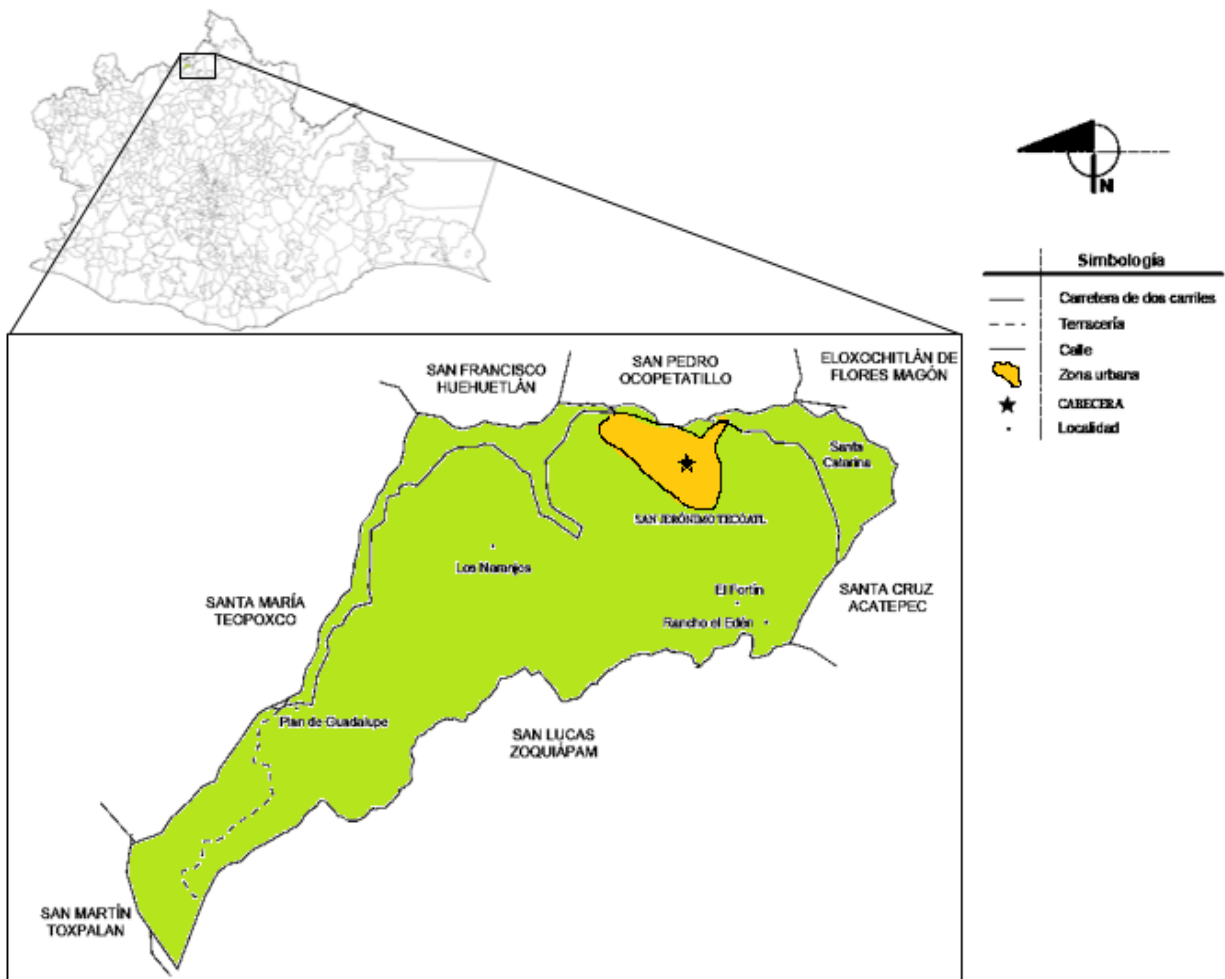 N
Simbología
Carretera de dos carriles
Terracería
Calle
Zona urbana
CABECERA
Localidad
SAN FRANCISCO
HUEHUETLÁN
SAN PEDRO
OCOPETATILLO
ELOXOCHITLÁN DE
FLORES MAGÓN
Santa
Catarina
SAN JERÓNIMO TECÓATL
Los Naranjos
El Fortín
Rancho el Edén
SANTA MARÍA
TEOPOXCO
SANTA CRUZ
ACATEPEC
Plan de Guadalupe
SAN LUCAS
ZOQUIÁPAM
SAN MARTÍN
TOXPALAN